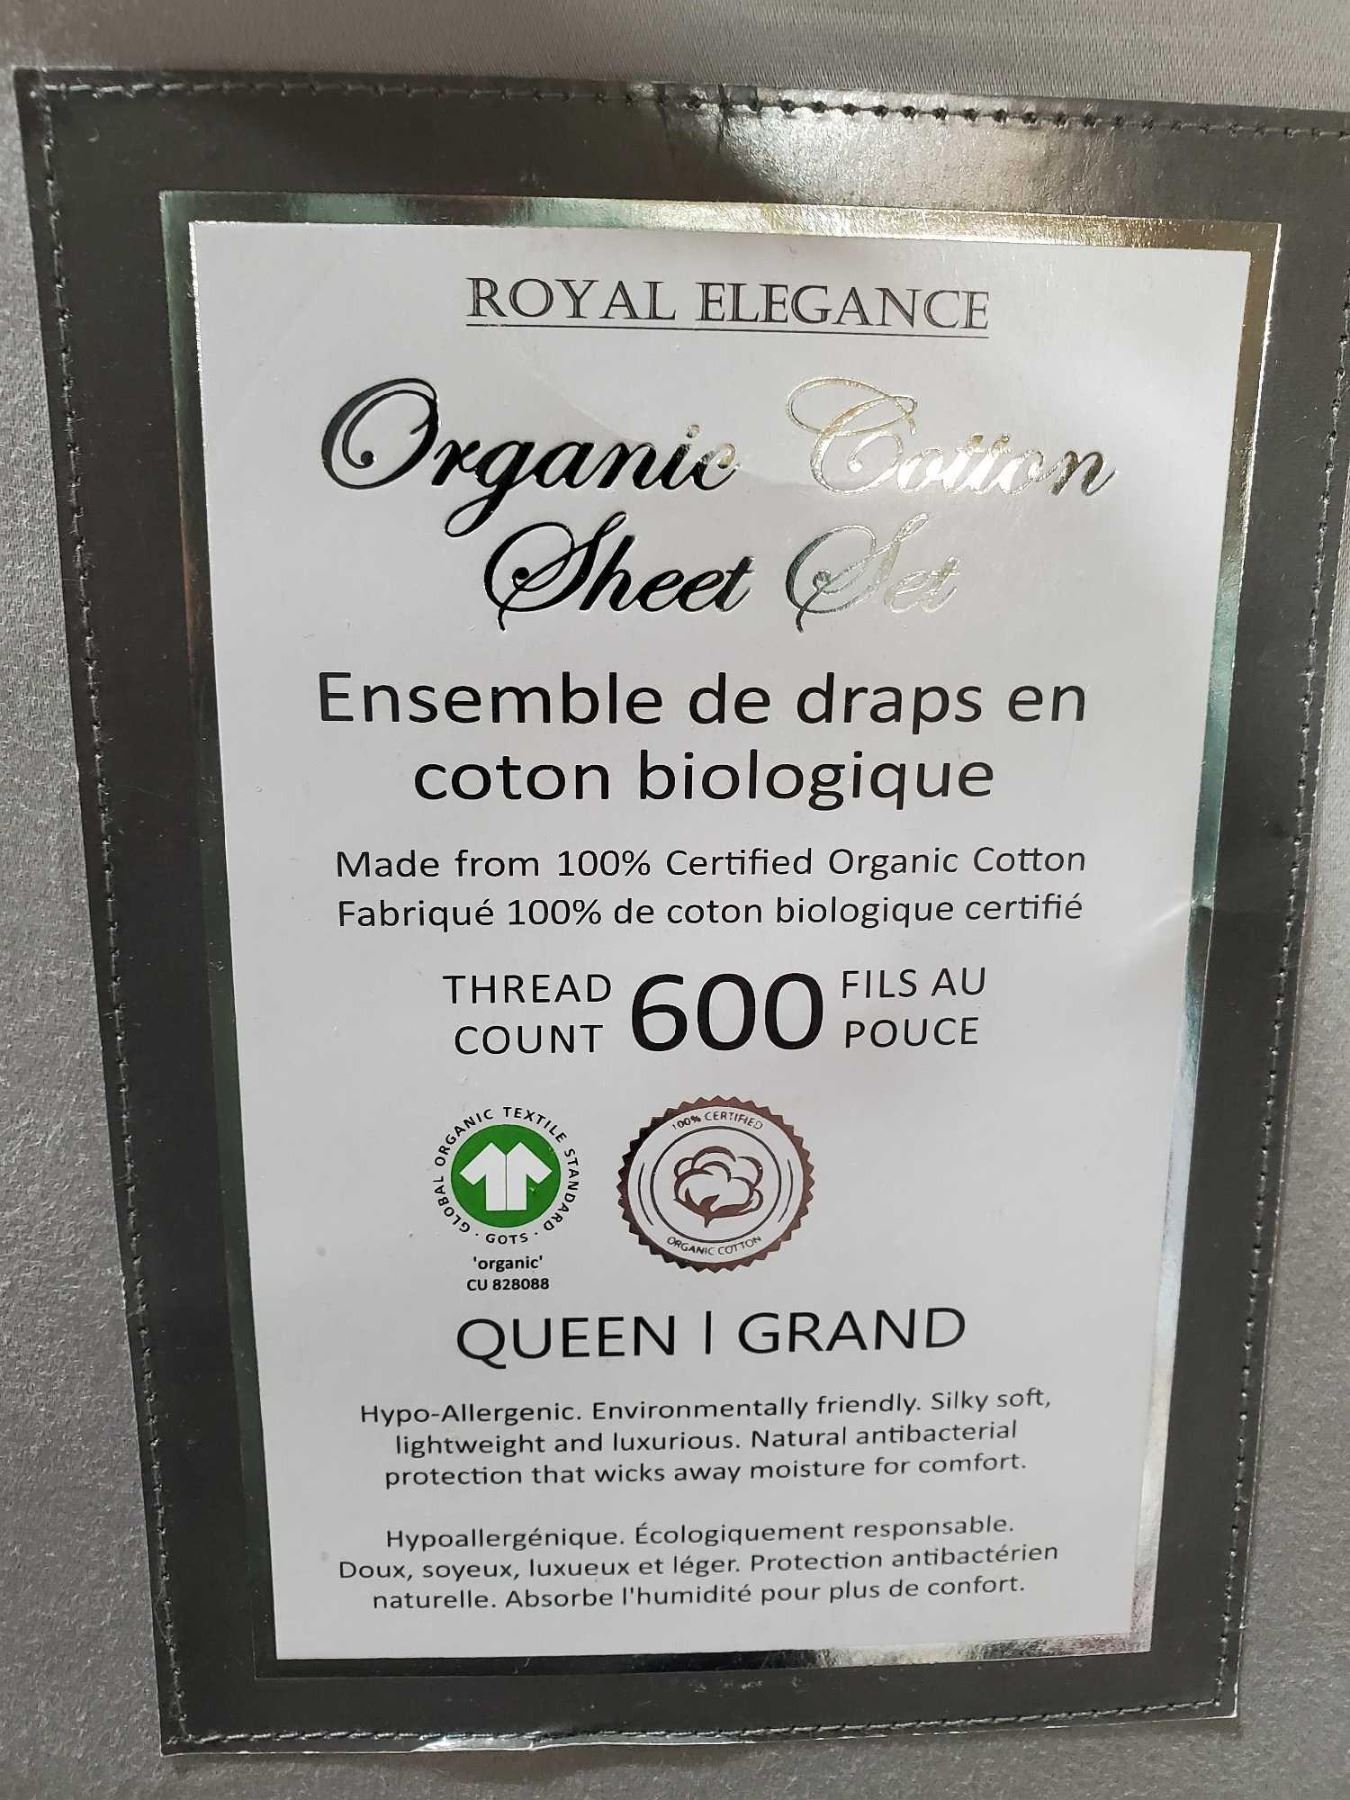 ROYAL ELEGANCE
Organic Cotton
Sheet Set
Ensemble de draps en
coton biologique
Made from 100% Certified Organic Cotton
Fabriqué 100% de coton biologique certifié
THREAD COUNT 600 FILS AU POUCE
GLOBAL ORGANIC TEXTILE STANDARD · GOTS ·
'organic'
CU 828088
100% CERTIFIED
ORGANIC COTTON
QUEEN | GRAND
Hypo-Allergenic. Environmentally friendly. Silky soft,
lightweight and luxurious. Natural antibacterial
protection that wicks away moisture for comfort.
Hypoallergénique. Écologiquement responsable.
Doux, soyeux, luxueux et léger. Protection antibactérien
naturelle. Absorbe l'humidité pour plus de confort.